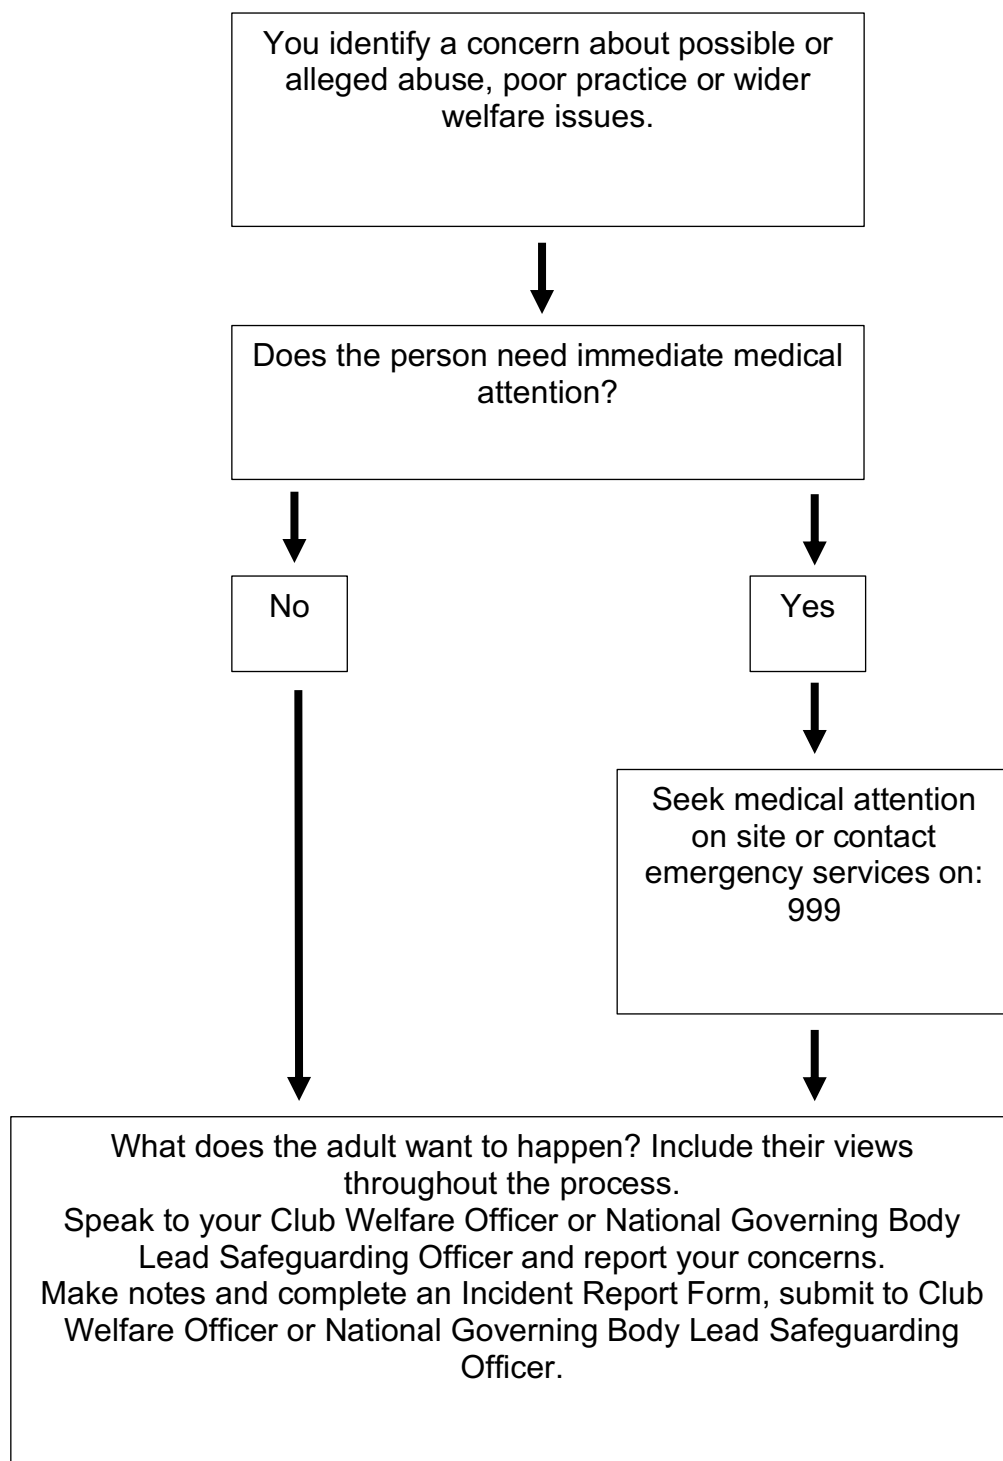 You identify a concern about possible or
alleged abuse, poor practice or wider
welfare issues.
Does the person need immediate medical
attention?
No
Yes
Seek medical attention
on site or contact
emergency services on:
999
What does the adult want to happen? Include their views
throughout the process.
Speak to your Club Welfare Officer or National Governing Body
Lead Safeguarding Officer and report your concerns.
Make notes and complete an Incident Report Form, submit to Club
Welfare Officer or National Governing Body Lead Safeguarding
Officer.